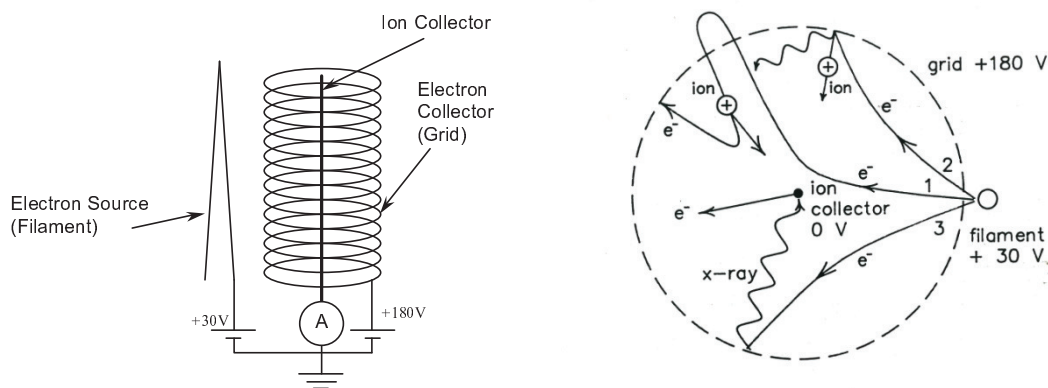 Ion Collector
Electron
Collector
(Grid)
Electron Source
(Filament)
+30V
A
+180V
grid +180 V
ion
+
+
ion
e-
e-
2
e-
1
ion
collector
0 V
e-
3
filament
+ 30 V
e-
x-ray